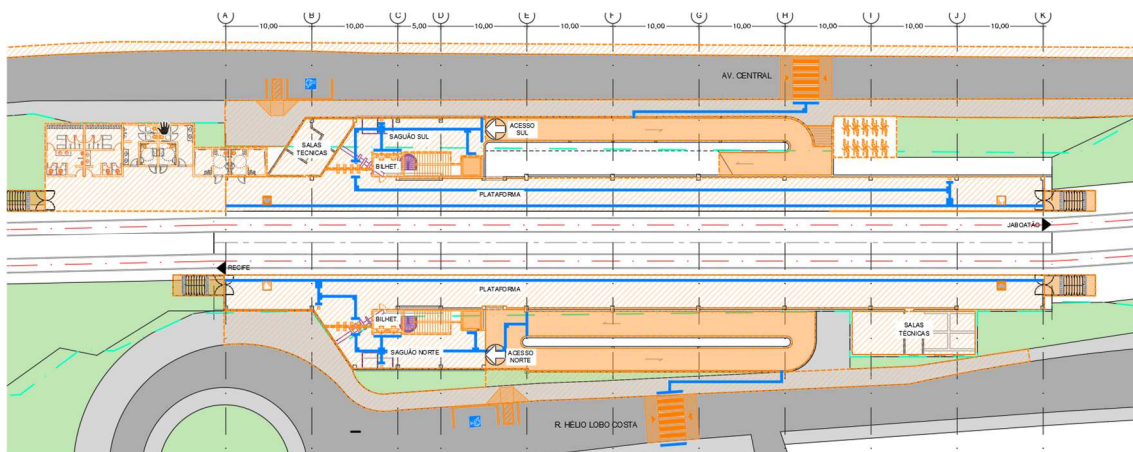 A B C D E F G H I J K
10,00 10,00 5,00 10,00 10,00 10,00 10,00 10,00 10,00 10,00
AV. CENTRAL
ACESSO
SUL
SAGUÃO SUL
SALAS
TÉCNICAS
BILHET.
PLATAFORMA
JABOATÃO
RECIFE
PLATAFORMA
BILHET.
SALAS
TÉCNICAS
SAGUÃO NORTE
ACESSO
NORTE
R. HÉLIO LOBO COSTA